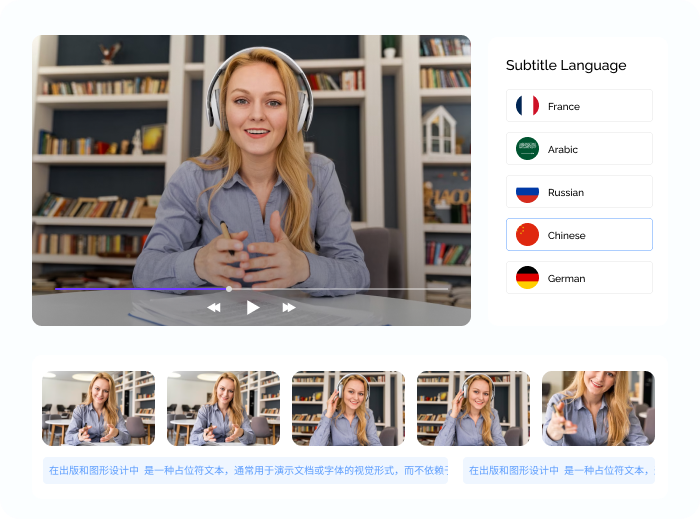 Subtitle Language
France
Arabic
Russian
Chinese
German
在出版和图形设计中 是一种占位符文本，通常用于演示文档或字体的视觉形式，而不依赖
在出版和图形设计中 是一种占位符文本，